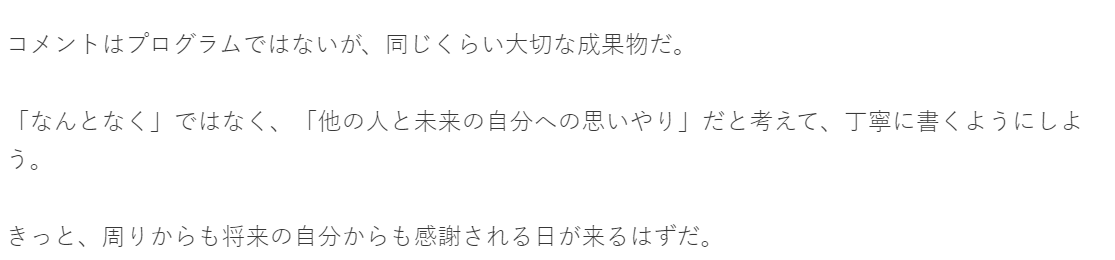 コメントはプログラムではないが、同じくらい大切な成果物だ。
「なんとなく」ではなく、「他の人と未来の自分への思いやり」だと考えて、丁寧に書くようにしよ
う。
きっと、周りからも将来の自分からも感謝される日が来るはずだ。